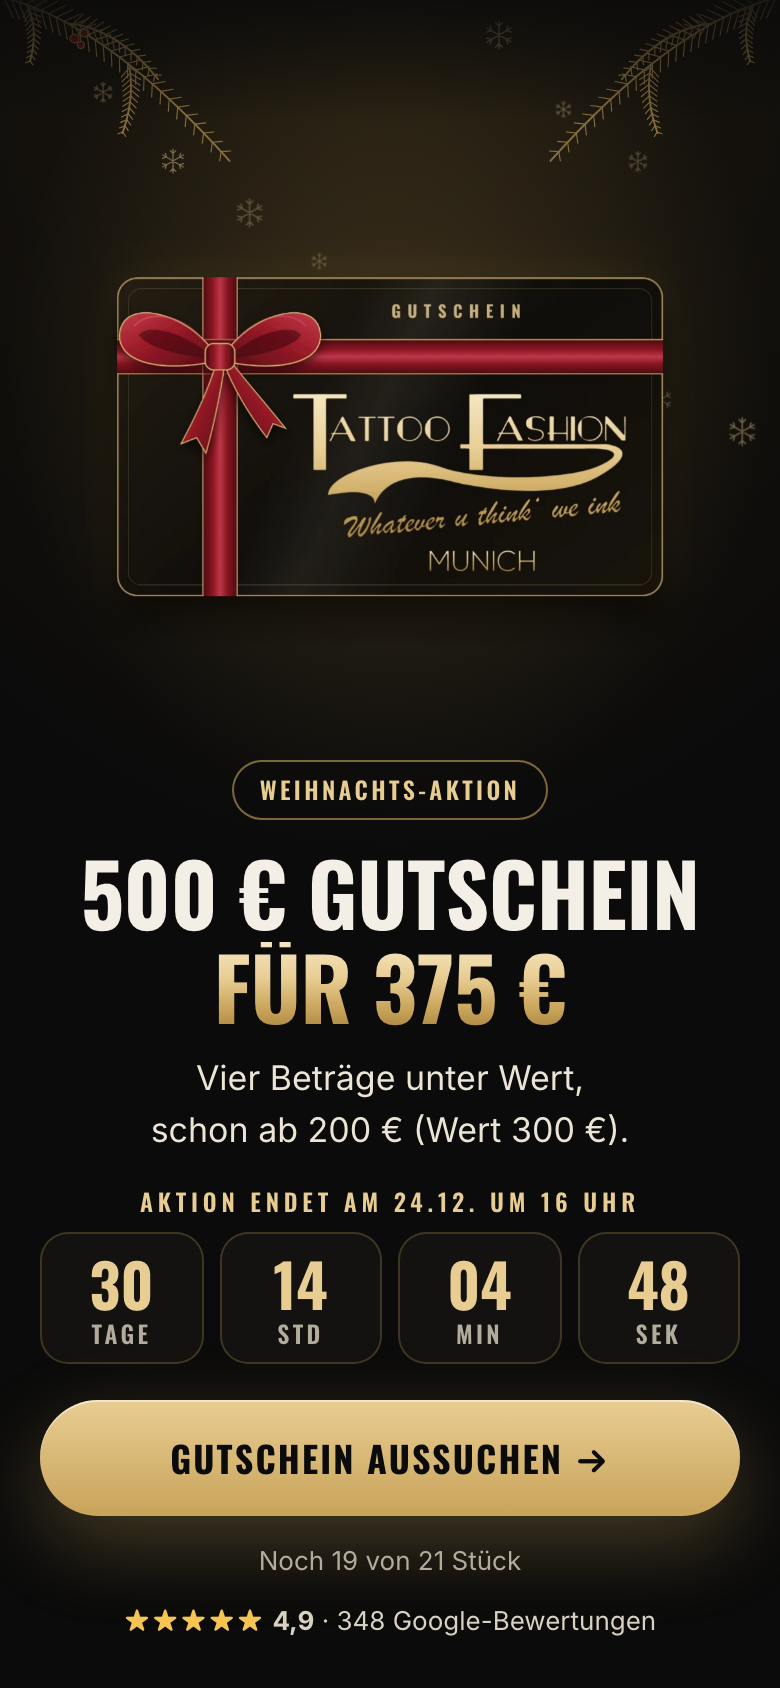 GUTSCHEIN
TATTOO FASHION
Whatever u think' we ink
MUNICH
WEIHNACHTS-AKTION
500 € GUTSCHEIN
FÜR 375 €
Vier Beträge unter Wert,
schon ab 200 € (Wert 300 €).
AKTION ENDET AM 24.12. UM 16 UHR
30 14 04 48
TAGE STD MIN SEK
GUTSCHEIN AUSSUCHEN →
Noch 19 von 21 Stück
★★★★★ 4,9 · 348 Google-Bewertungen